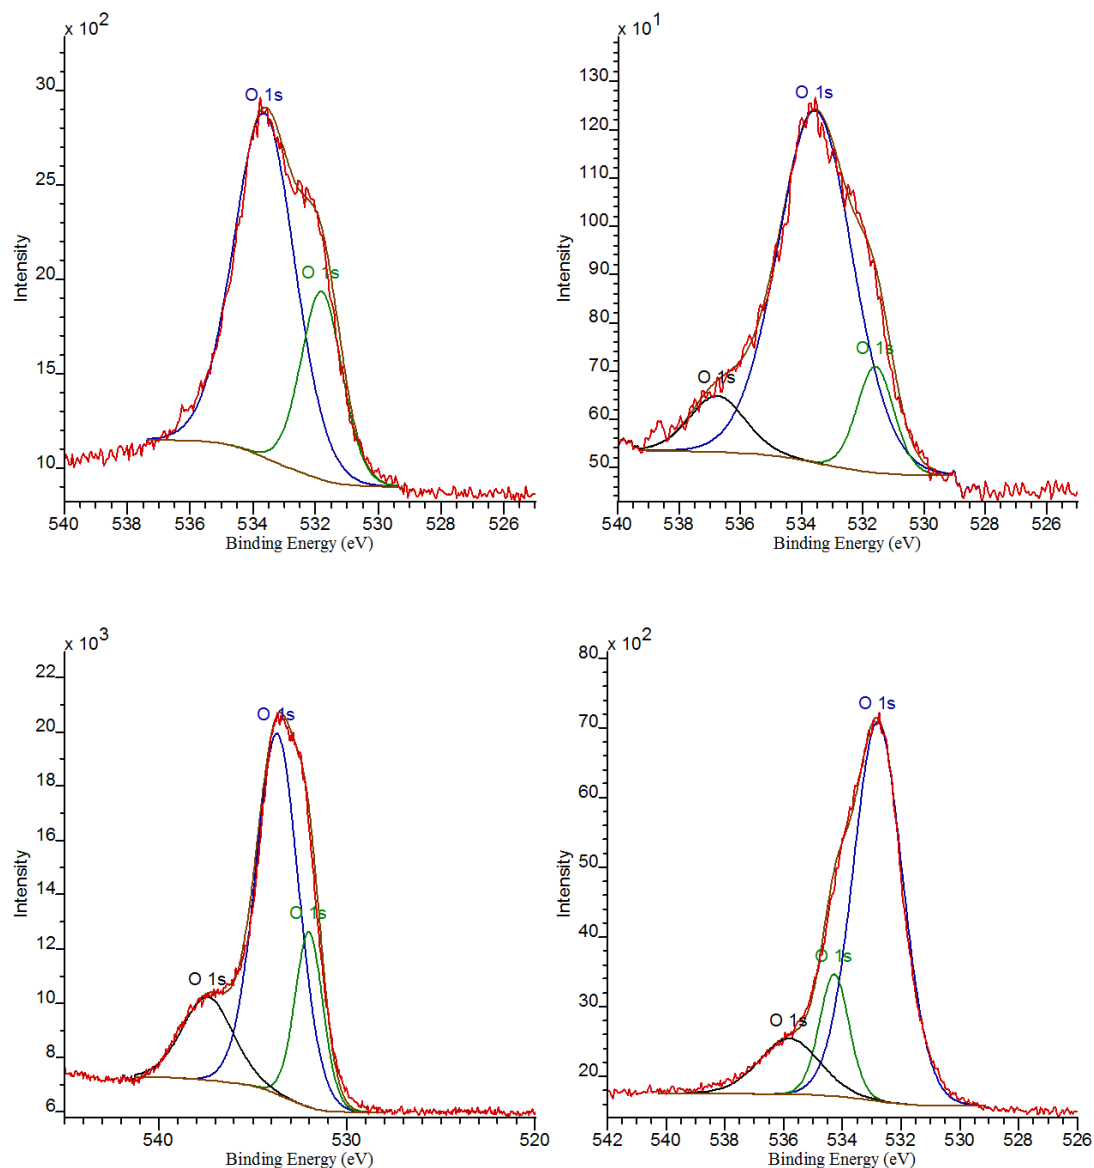 x 10²
O 1s
O 1s
30
25
20
15
10
Intensity
540 538 536 534 532 530 528 526
Binding Energy (eV)
x 10¹
O 1s
O 1s
O 1s
130
120
110
100
90
80
70
60
50
Intensity
540 538 536 534 532 530 528 526
Binding Energy (eV)
x 10³
O 1s
O 1s
O 1s
22
20
18
16
14
12
10
8
6
Intensity
540 530 520
Binding Energy (eV)
x 10²
O 1s
O 1s
O 1s
80
70
60
50
40
30
20
Intensity
542 540 538 536 534 532 530 528 526
Binding Energy (eV)